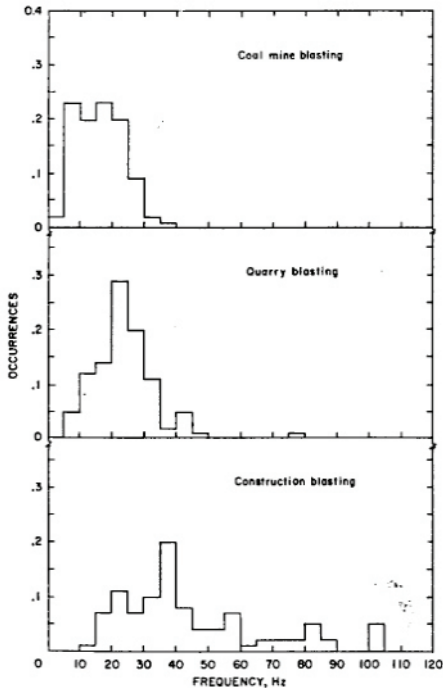 0.4
Coal mine blasting
.3
.2
.1
0
Quarry blasting
.3
.2
.1
0
OCCURRENCES
Construction blasting
.3
.2
.1
0 10 20 30 40 50 60 70 80 90 100 110 120
FREQUENCY, Hz